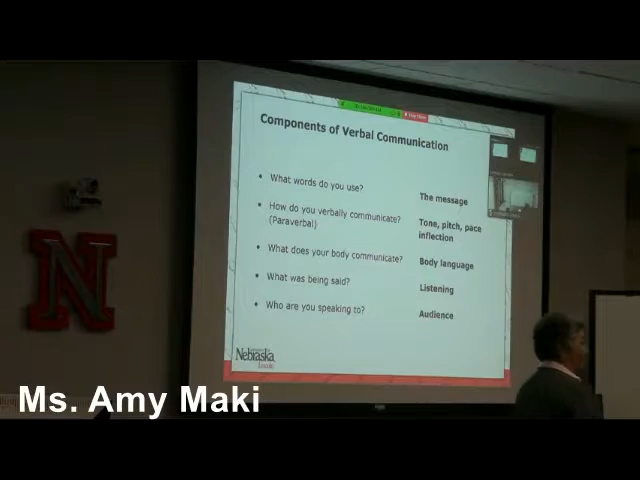 Components of Verbal Communication
• What words do you use?
The message
• How do you verbally communicate?
(Paraverbal)
Tone, pitch, pace
inflection
• What does your body communicate?
Body language
• What was being said?
Listening
• Who are you speaking to?
Audience
Nebraska
Lincoln
N
Ms. Amy Maki